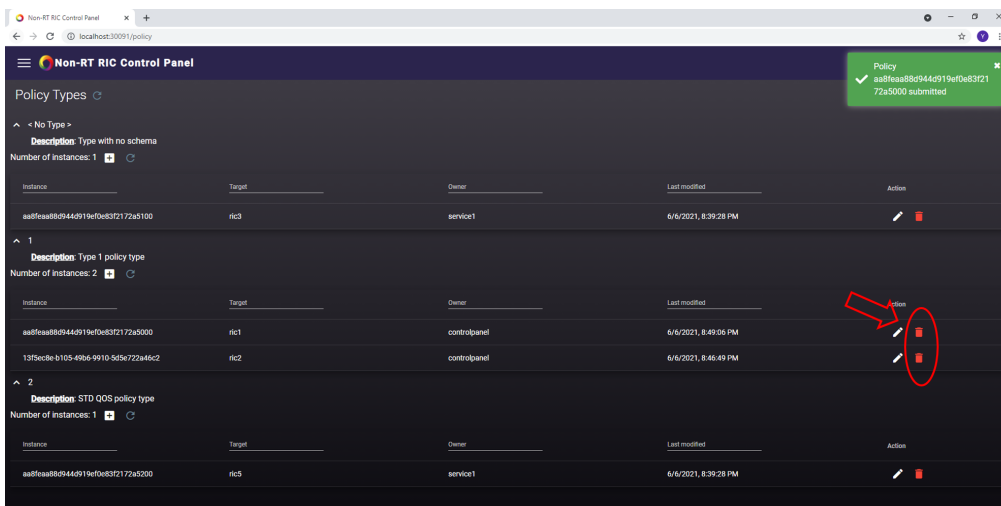 Non-RT RIC Control Panel
localhost:30091/policy
Y
Non-RT RIC Control Panel
Policy
aa8feaa88d944d919ef0e83f21
72a5000 submitted
Policy Types
< No Type >
Description: Type with no schema
Number of instances: 1
Instance Target Owner Last modified Action
aa8feaa88d944d919ef0e83f2172a5100 ric3 service1 6/6/2021, 8:39:28 PM
1
Description: Type 1 policy type
Number of instances: 2
Instance Target Owner Last modified Action
aa8feaa88d944d919ef0e83f2172a5000 ric1 controlpanel 6/6/2021, 8:49:06 PM
13f5ec8e-b105-49b6-9910-5d5e722a46c2 ric2 controlpanel 6/6/2021, 8:46:49 PM
2
Description: STD QOS policy type
Number of instances: 1
Instance Target Owner Last modified Action
aa8feaa88d944d919ef0e83f2172a5200 ric5 service1 6/6/2021, 8:39:28 PM